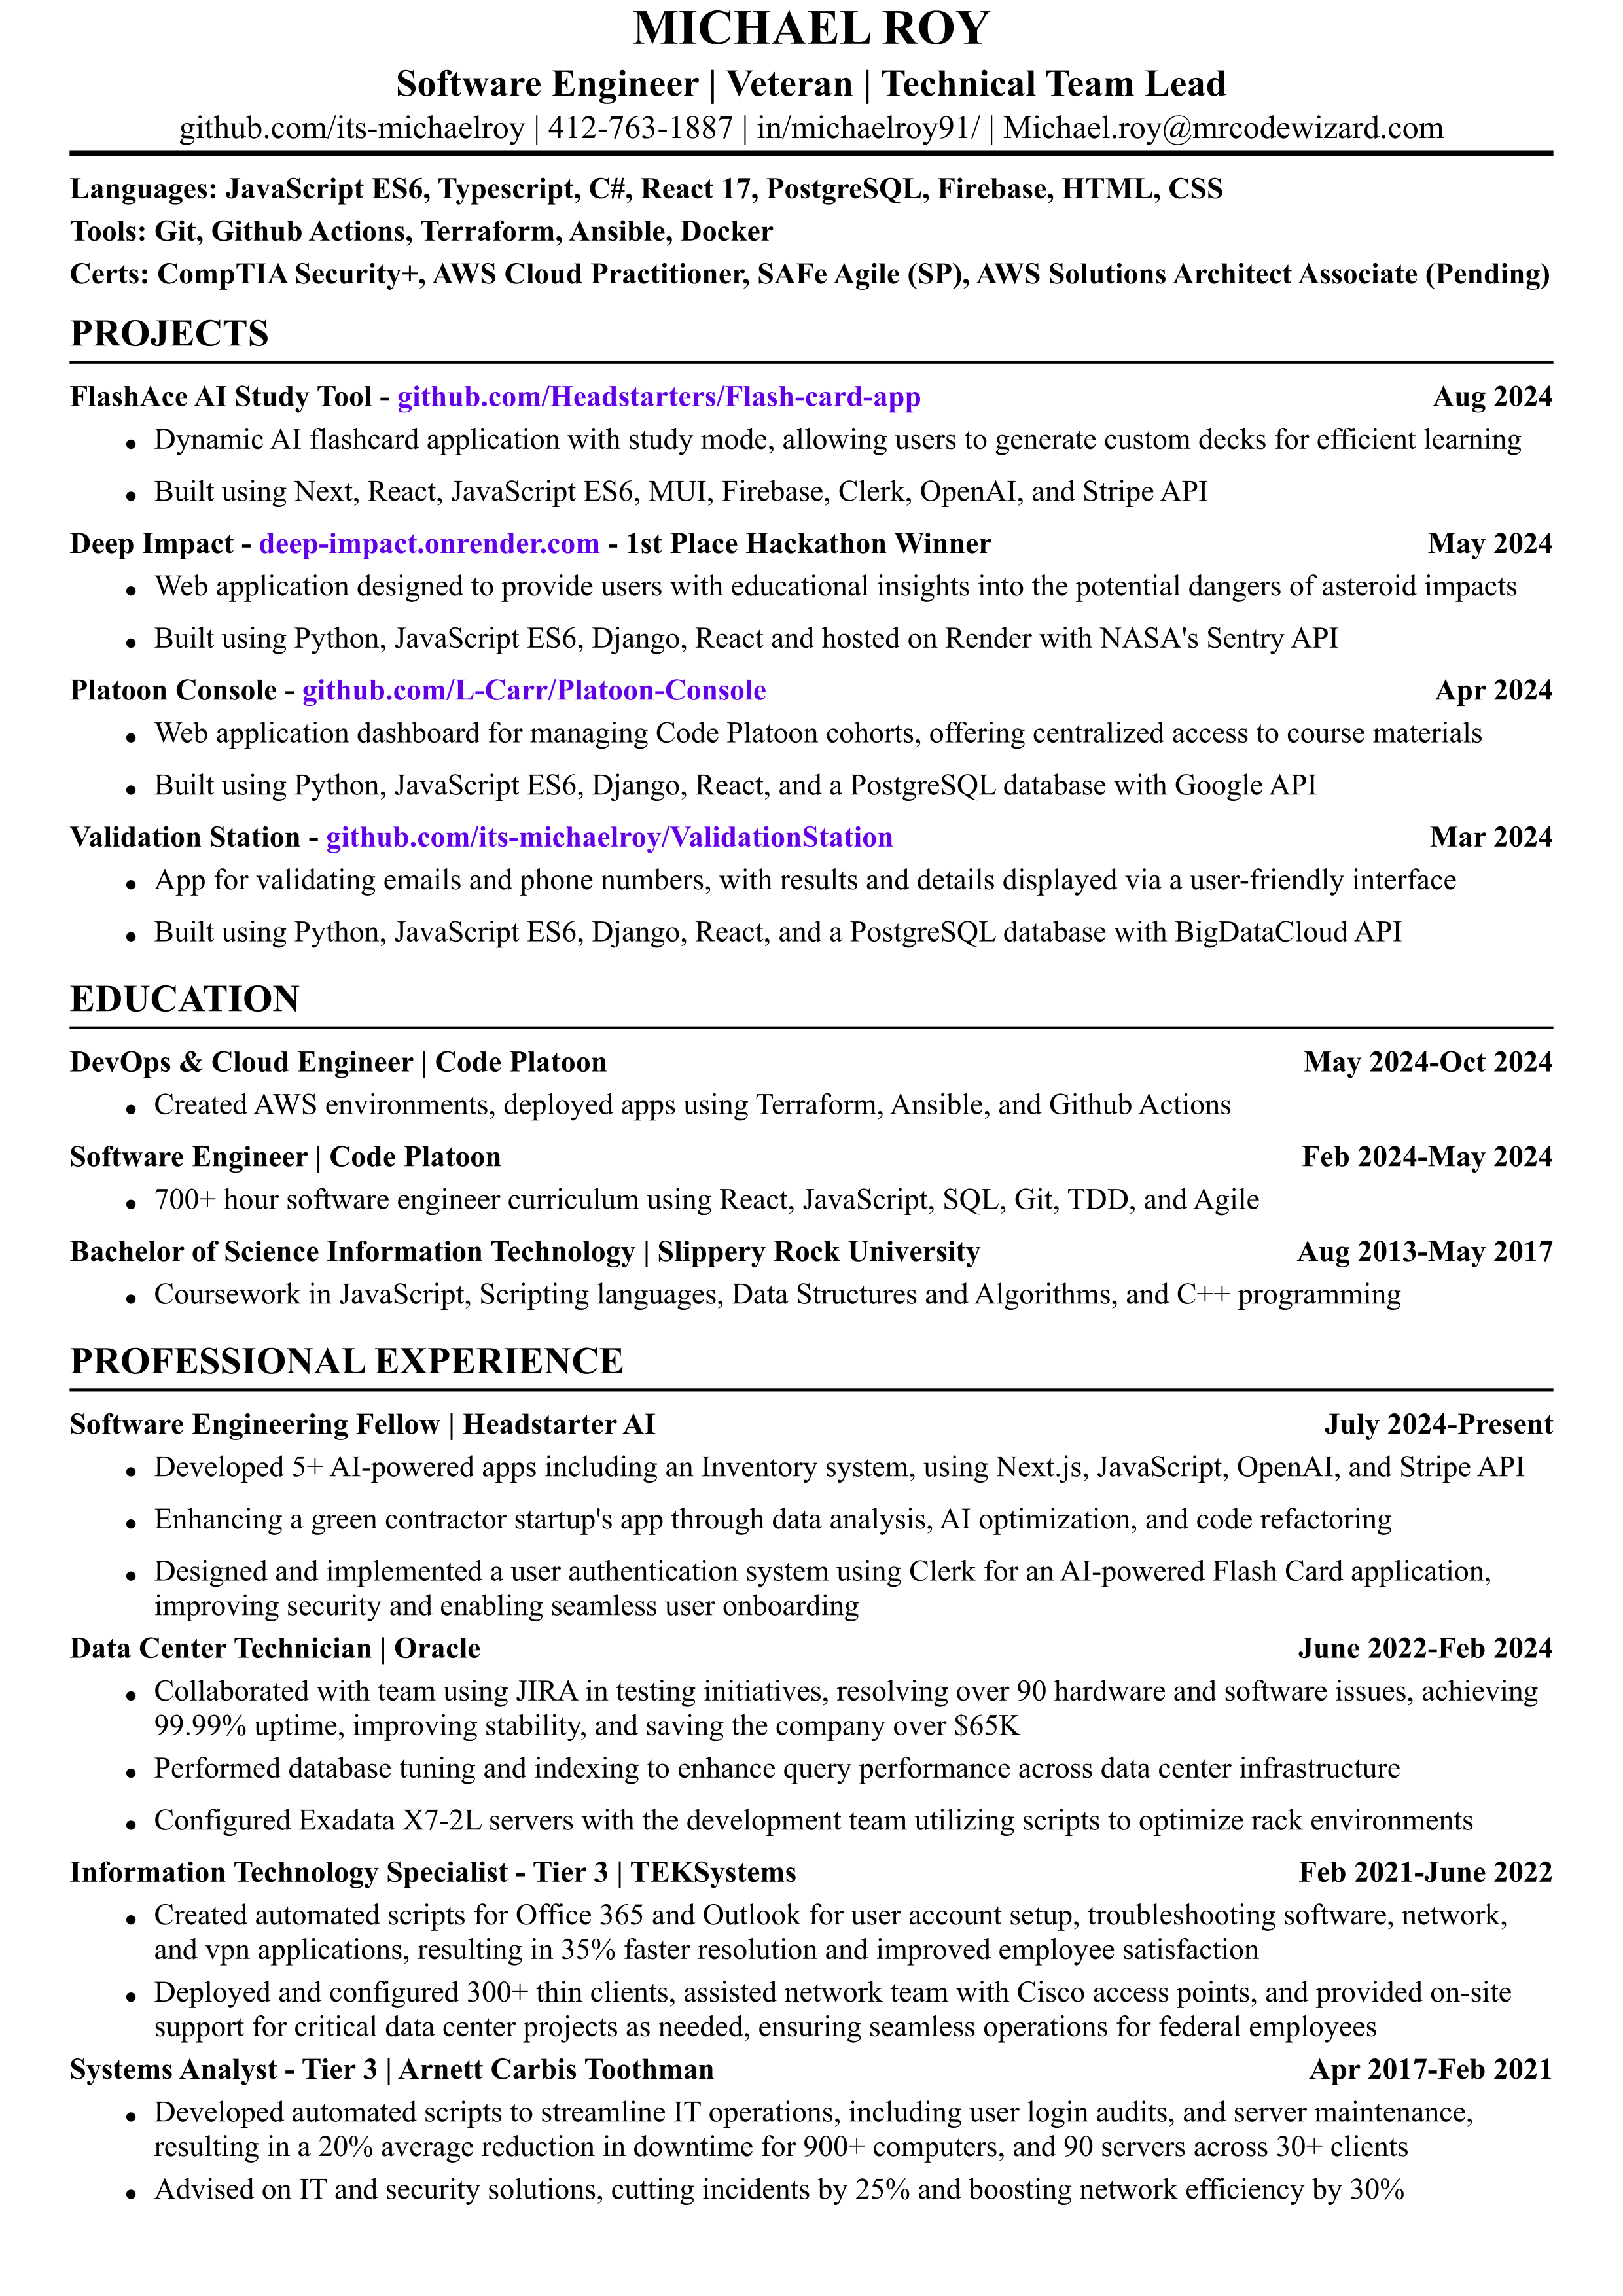 MICHAEL ROY
Software Engineer | Veteran | Technical Team Lead
github.com/its-michaelroy | 412-763-1887 | in/michaelroy91/ | Michael.roy@mrcodewizard.com
Languages: JavaScript ES6, Typescript, C#, React 17, PostgreSQL, Firebase, HTML, CSS
Tools: Git, Github Actions, Terraform, Ansible, Docker
Certs: CompTIA Security+, AWS Cloud Practitioner, SAFe Agile (SP), AWS Solutions Architect Associate (Pending)
PROJECTS
FlashAce AI Study Tool - github.com/Headstarters/Flash-card-app Aug 2024
• Dynamic AI flashcard application with study mode, allowing users to generate custom decks for efficient learning
• Built using Next, React, JavaScript ES6, MUI, Firebase, Clerk, OpenAI, and Stripe API
Deep Impact - deep-impact.onrender.com - 1st Place Hackathon Winner May 2024
• Web application designed to provide users with educational insights into the potential dangers of asteroid impacts
• Built using Python, JavaScript ES6, Django, React and hosted on Render with NASA's Sentry API
Platoon Console - github.com/L-Carr/Platoon-Console Apr 2024
• Web application dashboard for managing Code Platoon cohorts, offering centralized access to course materials
• Built using Python, JavaScript ES6, Django, React, and a PostgreSQL database with Google API
Validation Station - github.com/its-michaelroy/ValidationStation Mar 2024
• App for validating emails and phone numbers, with results and details displayed via a user-friendly interface
• Built using Python, JavaScript ES6, Django, React, and a PostgreSQL database with BigDataCloud API
EDUCATION
DevOps & Cloud Engineer | Code Platoon May 2024-Oct 2024
• Created AWS environments, deployed apps using Terraform, Ansible, and Github Actions
Software Engineer | Code Platoon Feb 2024-May 2024
• 700+ hour software engineer curriculum using React, JavaScript, SQL, Git, TDD, and Agile
Bachelor of Science Information Technology | Slippery Rock University Aug 2013-May 2017
• Coursework in JavaScript, Scripting languages, Data Structures and Algorithms, and C++ programming
PROFESSIONAL EXPERIENCE
Software Engineering Fellow | Headstarter AI July 2024-Present
• Developed 5+ AI-powered apps including an Inventory system, using Next.js, JavaScript, OpenAI, and Stripe API
• Enhancing a green contractor startup's app through data analysis, AI optimization, and code refactoring
• Designed and implemented a user authentication system using Clerk for an AI-powered Flash Card application,
improving security and enabling seamless user onboarding
Data Center Technician | Oracle June 2022-Feb 2024
• Collaborated with team using JIRA in testing initiatives, resolving over 90 hardware and software issues, achieving
99.99% uptime, improving stability, and saving the company over $65K
• Performed database tuning and indexing to enhance query performance across data center infrastructure
• Configured Exadata X7-2L servers with the development team utilizing scripts to optimize rack environments
Information Technology Specialist - Tier 3 | TEKSystems Feb 2021-June 2022
• Created automated scripts for Office 365 and Outlook for user account setup, troubleshooting software, network,
and vpn applications, resulting in 35% faster resolution and improved employee satisfaction
• Deployed and configured 300+ thin clients, assisted network team with Cisco access points, and provided on-site
support for critical data center projects as needed, ensuring seamless operations for federal employees
Systems Analyst - Tier 3 | Arnett Carbis Toothman Apr 2017-Feb 2021
• Developed automated scripts to streamline IT operations, including user login audits, and server maintenance,
resulting in a 20% average reduction in downtime for 900+ computers, and 90 servers across 30+ clients
• Advised on IT and security solutions, cutting incidents by 25% and boosting network efficiency by 30%